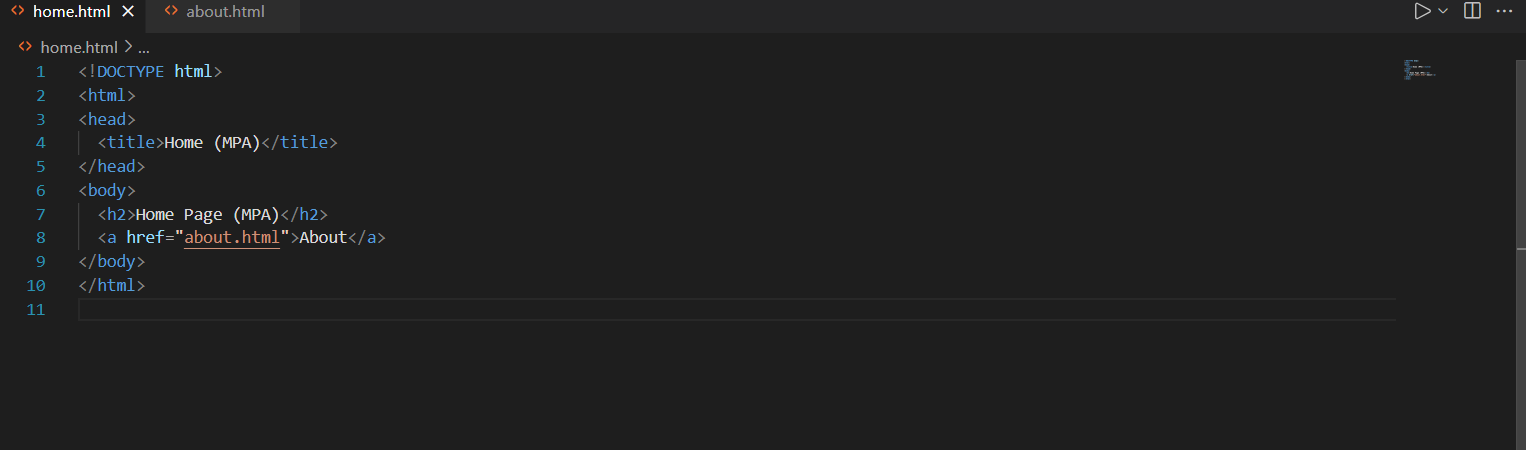 home.html about.html
home.html > ...
1 <!DOCTYPE html>
2 <html>
3 <head>
4   <title>Home (MPA)</title>
5 </head>
6 <body>
7   <h2>Home Page (MPA)</h2>
8   <a href="about.html">About</a>
9 </body>
10 </html>
11